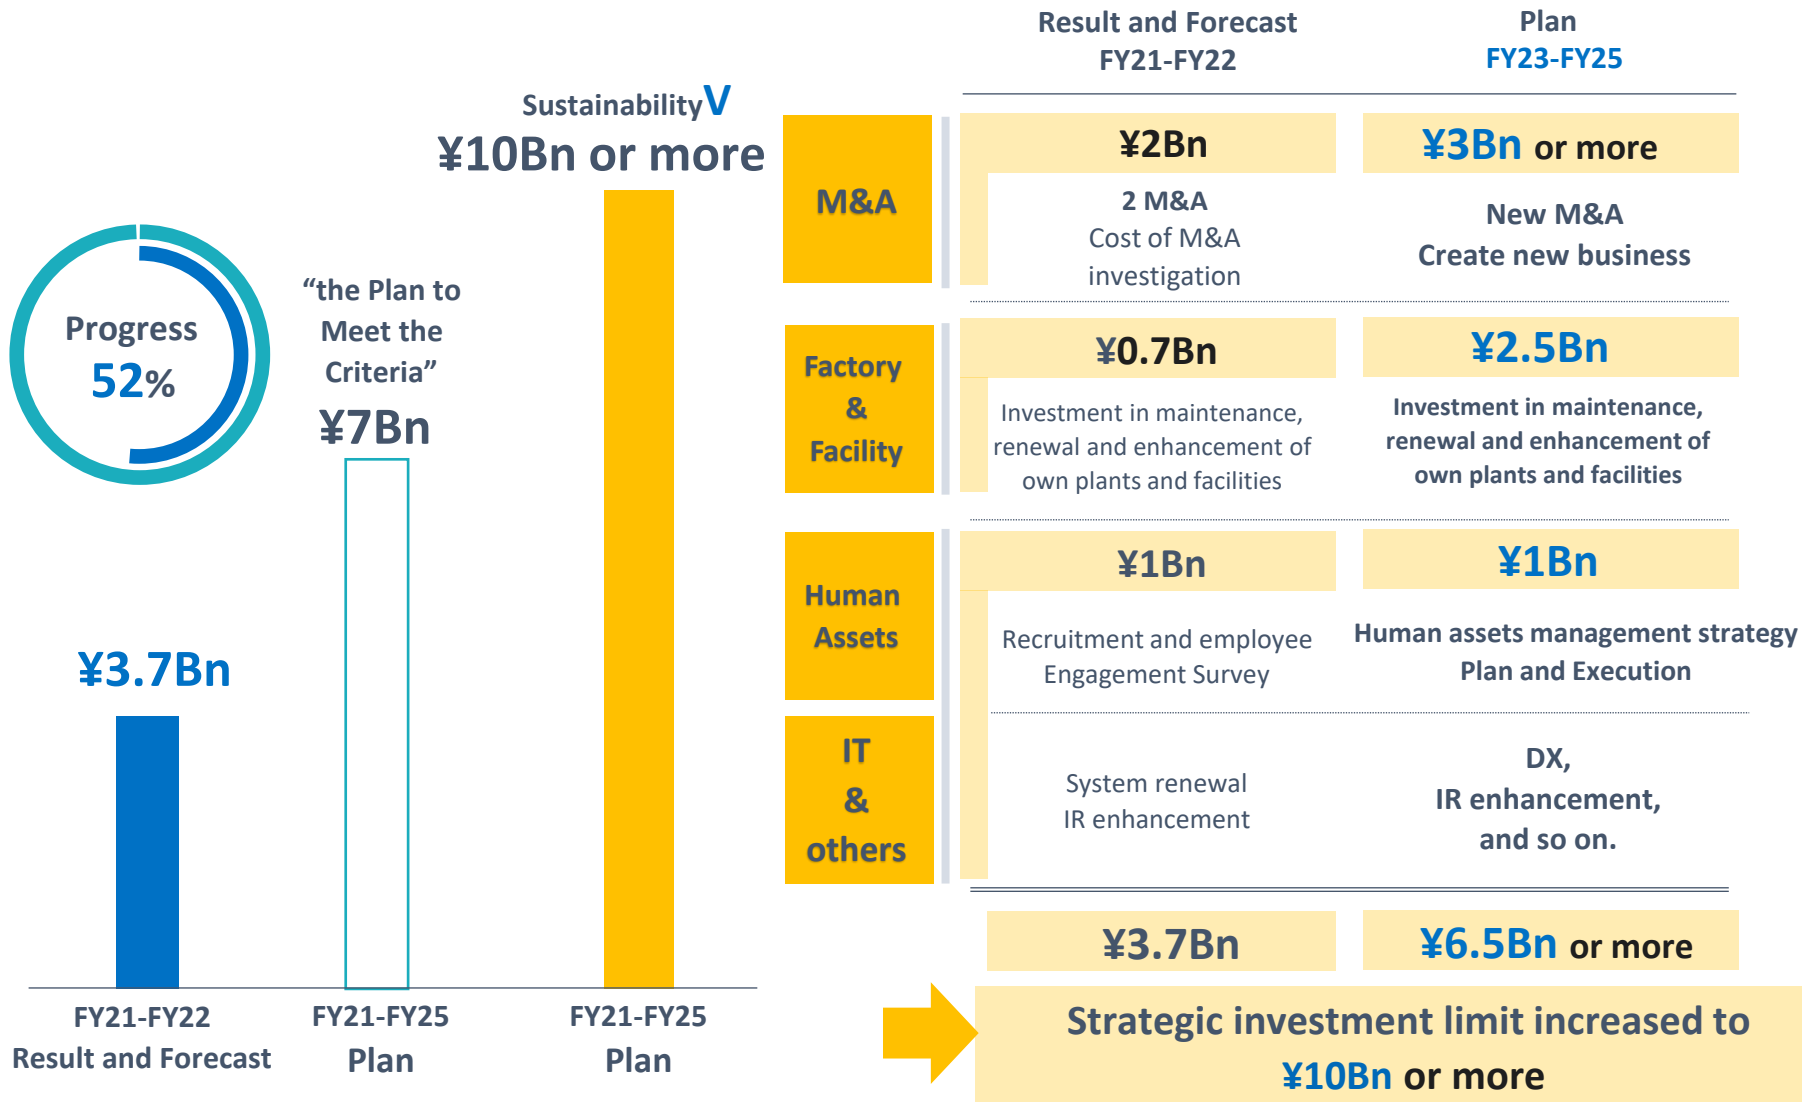 Progress
52%
“the Plan to
Meet the
Criteria”
¥7Bn
SustainabilityV
¥10Bn or more
¥3.7Bn
FY21-FY22
Result and Forecast
FY21-FY25
Plan
FY21-FY25
Plan
Result and Forecast
FY21-FY22
Plan
FY23-FY25
M&A
¥2Bn
2 M&A
Cost of M&A
investigation
¥3Bn or more
New M&A
Create new business
Factory
&
Facility
¥0.7Bn
Investment in maintenance,
renewal and enhancement of
own plants and facilities
¥2.5Bn
Investment in maintenance,
renewal and enhancement of
own plants and facilities
Human
Assets
¥1Bn
Recruitment and employee
Engagement Survey
¥1Bn
Human assets management strategy
Plan and Execution
IT
&
others
System renewal
IR enhancement
DX,
IR enhancement,
and so on.
¥3.7Bn
¥6.5Bn or more
Strategic investment limit increased to
¥10Bn or more